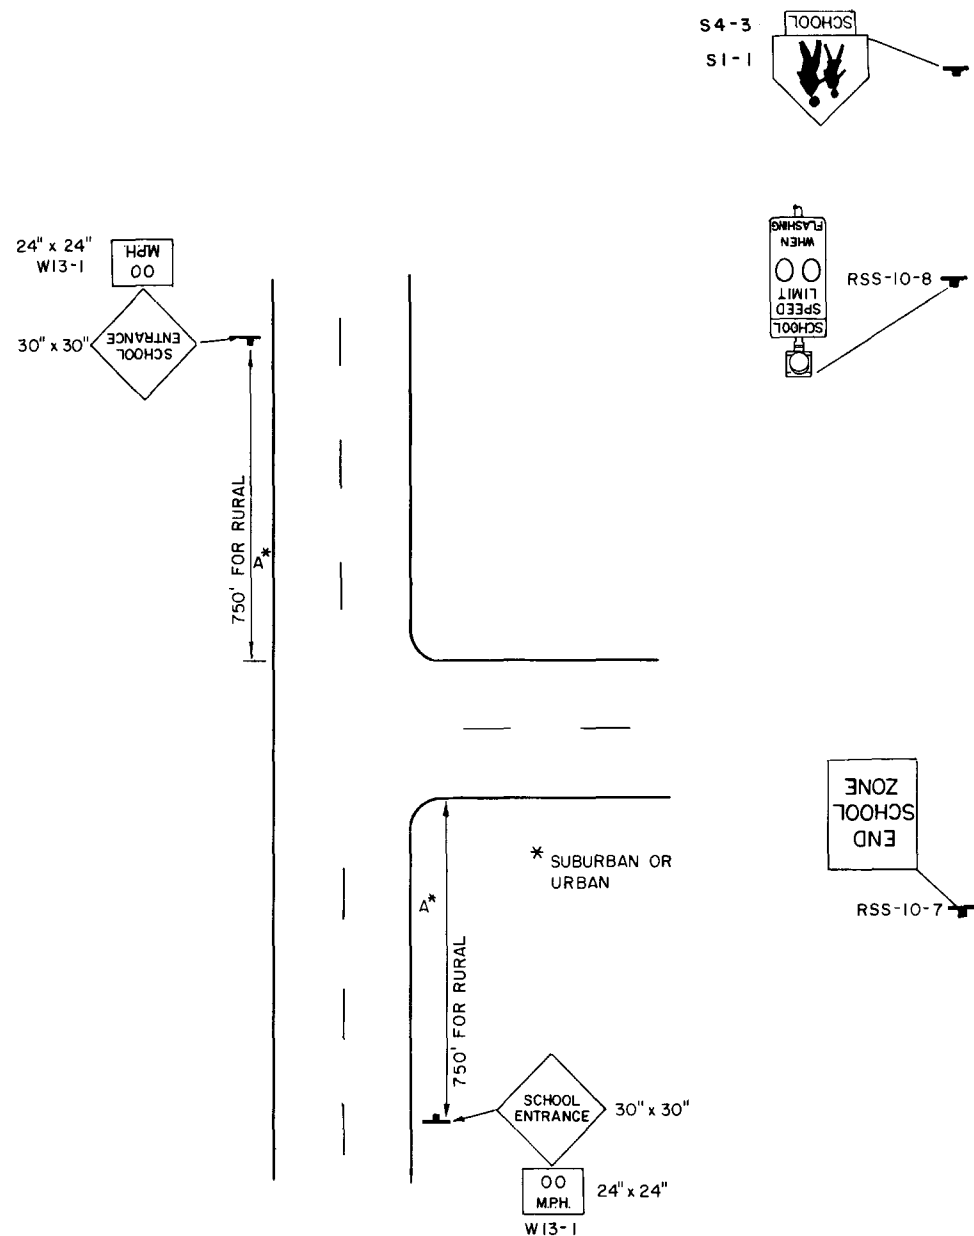 S4-3
SCHOOL
S1-1
24" x 24"
W13-1
00
MPH.
30" x 30"
SCHOOL
ENTRANCE
SCHOOL
SPEED
LIMIT
00
WHEN
FLASHING
RSS-10-8
750' FOR RURAL
A*
END
SCHOOL
ZONE
RSS-10-7
* SUBURBAN OR
URBAN
A*
750' FOR RURAL
SCHOOL
ENTRANCE
30" x 30"
00
M.P.H.
24" x 24"
W13-1